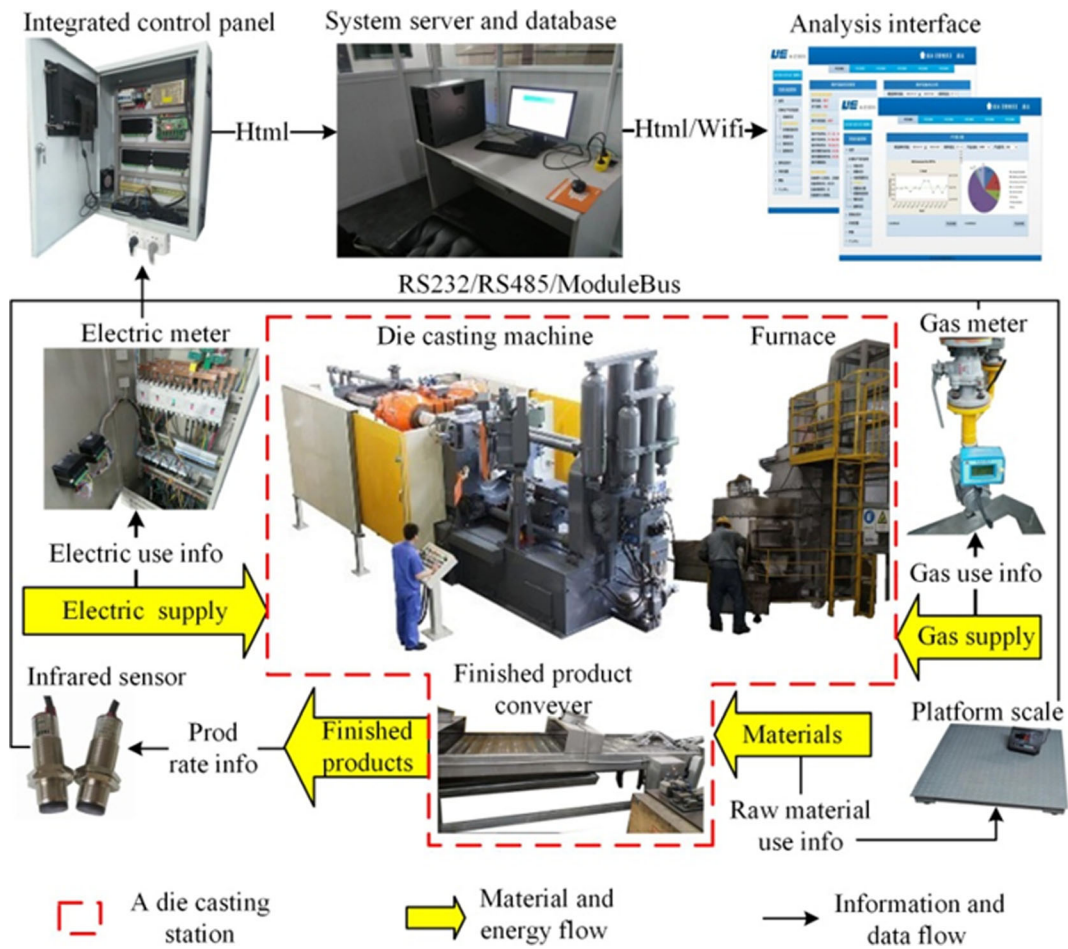 Integrated control panel
System server and database
Analysis interface
Html
Html/Wifi
UE
UE
RS232/RS485/ModuleBus
Electric meter
Die casting machine
Furnace
Gas meter
Electric use info
Gas use info
Electric supply
Gas supply
Infrared sensor
Finished product
conveyer
Platform scale
Prod
rate info
Finished
products
Materials
Raw material
use info
A die casting
station
Material and
energy flow
Information and
data flow